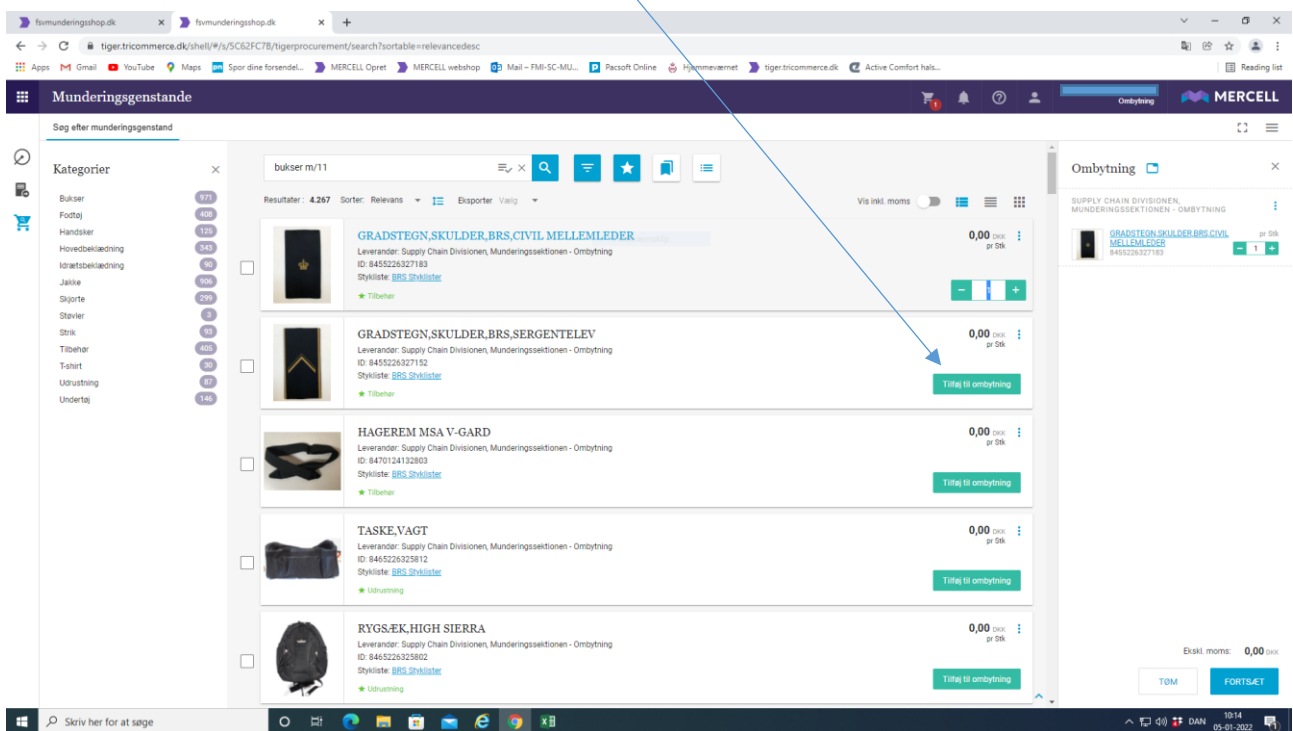 fsvmunderingsshop.dk
fsvmunderingsshop.dk
tiger.tricommerce.dk/shell/#/s/5C62FC7B/tigerprocurement/search?sortable=relevancedesc
Apps Gmail YouTube Maps Spor dine forsendel... MERCELL Opret MERCELL webshop Mail – FMI-SC-MU... Pacsoft Online Hjemmeværnet tiger.tricommerce.dk Active Comfort hals... Reading list
Munderingsgenstande
1
Ombytning
MERCELL
Søg efter munderingsgenstand
Kategorier
Bukser 971
Fodtøj 408
Handsker 125
Hovedbeklædning 343
Idrætsbeklædning 90
Jakke 906
Skjorte 299
Støvler 3
Strik 93
Tilbehør 405
T-shirt 30
Udrustning 87
Undertøj 146
bukser m/11
Resultater: 4.267 Sorter: Relevans Eksporter Vælg Vis inkl. moms
GRADSTEGN,SKULDER,BRS,CIVIL MELLEMLEDER
Leverandør: Supply Chain Divisionen, Munderingssektionen - Ombytning
ID: 8455226327183
Stykliste: BRS Styklister
Tilbehør
0,00 DKK
pr Stk
- 1 +
GRADSTEGN,SKULDER,BRS,SERGENTELEV
Leverandør: Supply Chain Divisionen, Munderingssektionen - Ombytning
ID: 8455226327152
Stykliste: BRS Styklister
Tilbehør
0,00 DKK
pr Stk
Tilføj til ombytning
HAGEREM MSA V-GARD
Leverandør: Supply Chain Divisionen, Munderingssektionen - Ombytning
ID: 8470124132803
Stykliste: BRS Styklister
Tilbehør
0,00 DKK
pr Stk
Tilføj til ombytning
TASKE,VAGT
Leverandør: Supply Chain Divisionen, Munderingssektionen - Ombytning
ID: 8465226325812
Stykliste: BRS Styklister
Udrustning
0,00 DKK
pr Stk
Tilføj til ombytning
RYGSÆK,HIGH SIERRA
Leverandør: Supply Chain Divisionen, Munderingssektionen - Ombytning
ID: 8465226325802
Stykliste: BRS Styklister
Udrustning
0,00 DKK
pr Stk
Tilføj til ombytning
Ombytning
SUPPLY CHAIN DIVISIONEN,
MUNDERINGSSEKTIONEN - OMBYTNING
GRADSTEGN,SKULDER,BRS,CIVIL
MELLEMLEDER
8455226327183
pr Stk
- 1 +
Ekskl. moms: 0,00 DKK
TØM
FORTSÆT
Skriv her for at søge
DAN
10:14
05-01-2022